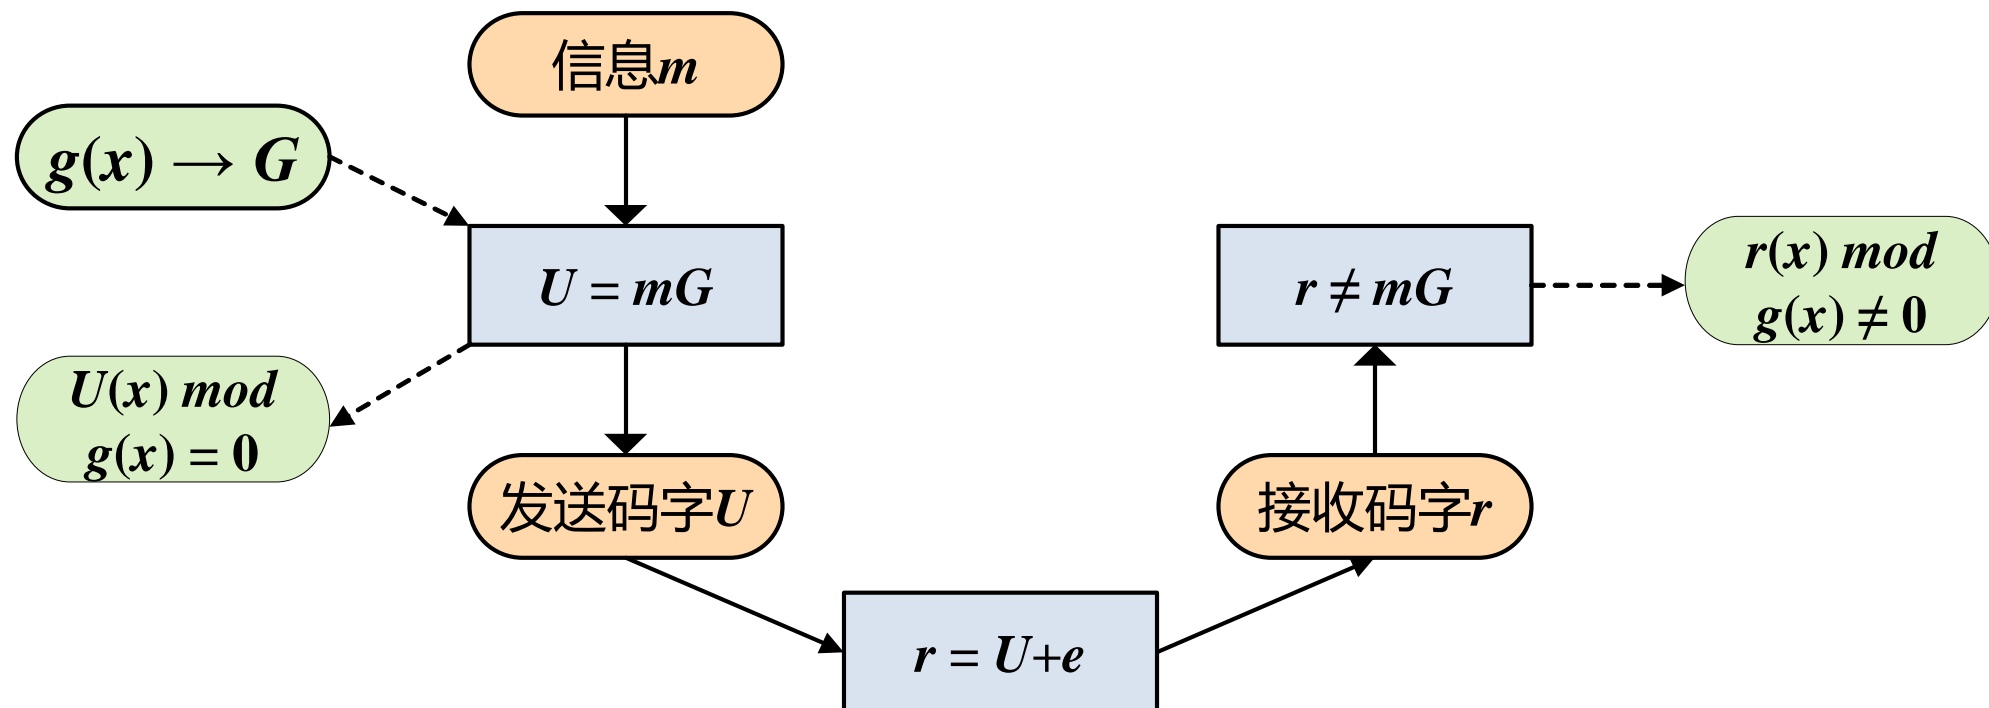 信息m
g(x) → G
U = mG
r ≠ mG
r(x) mod
g(x) ≠ 0
U(x) mod
g(x) = 0
发送码字U
接收码字r
r = U+e